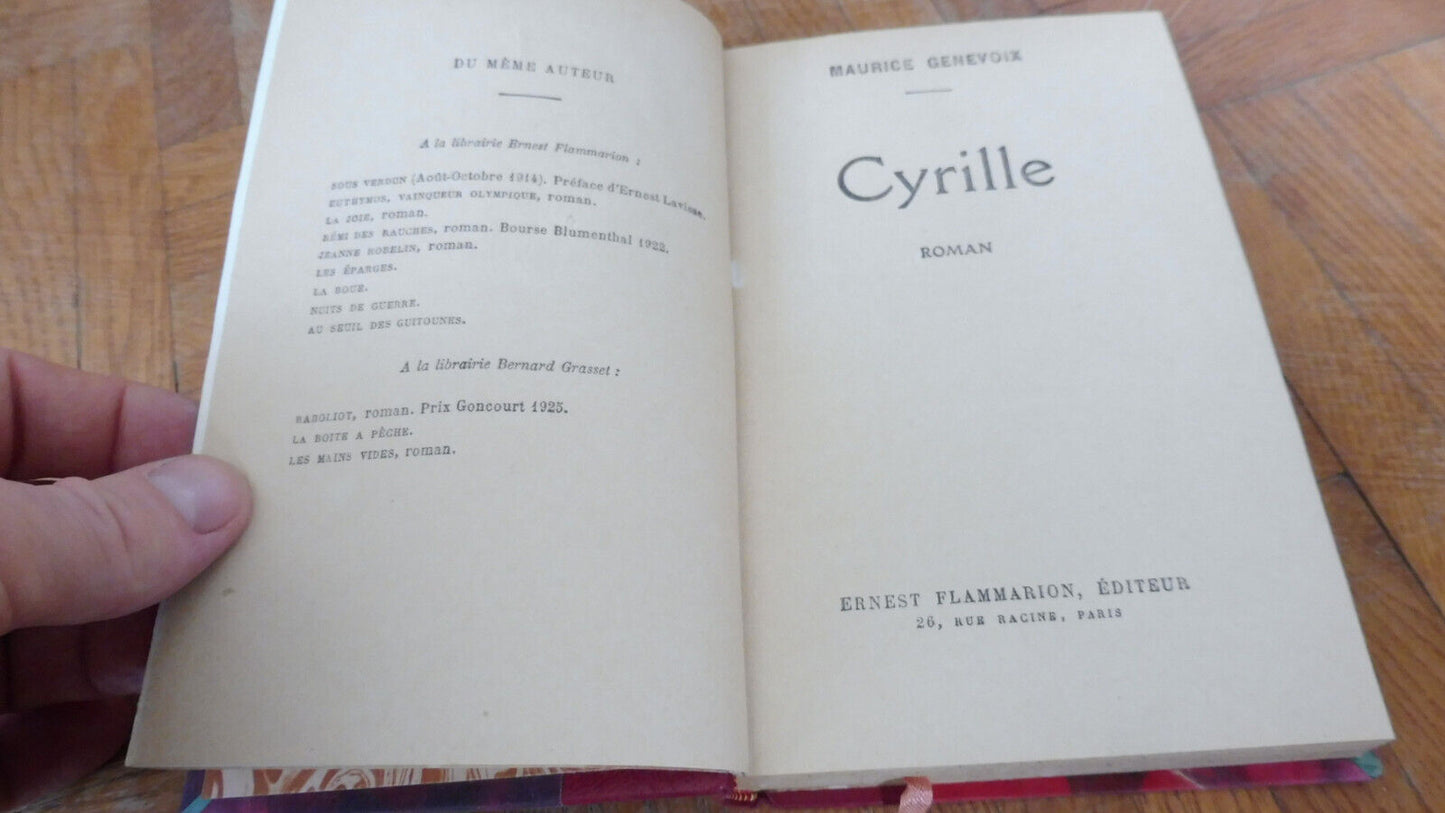 DU MÊME AUTEUR
A la librairie Ernest Flammarion :
SOUS VERDUN (Août-Octobre 1914). Préface d'Ernest Lavisse.
EUTHYMOS, VAINQUEUR OLYMPIQUE, roman.
LA JOIE, roman.
RÉMI DES RAUCHES, roman. Bourse Blumenthal 1922.
JEANNE ROBELIN, roman.
LES ÉPARGES.
LA BOUE.
NUITS DE GUERRE.
AU SEUIL DES GUITOUNES.
A la librairie Bernard Grasset :
RABOLIOT, roman. Prix Goncourt 1925.
LA BOITE A PÊCHE.
LES MAINS VIDES, roman.
MAURICE GENEVOIX
Cyrille
ROMAN
ERNEST FLAMMARION, ÉDITEUR
26, RUE RACINE, PARIS